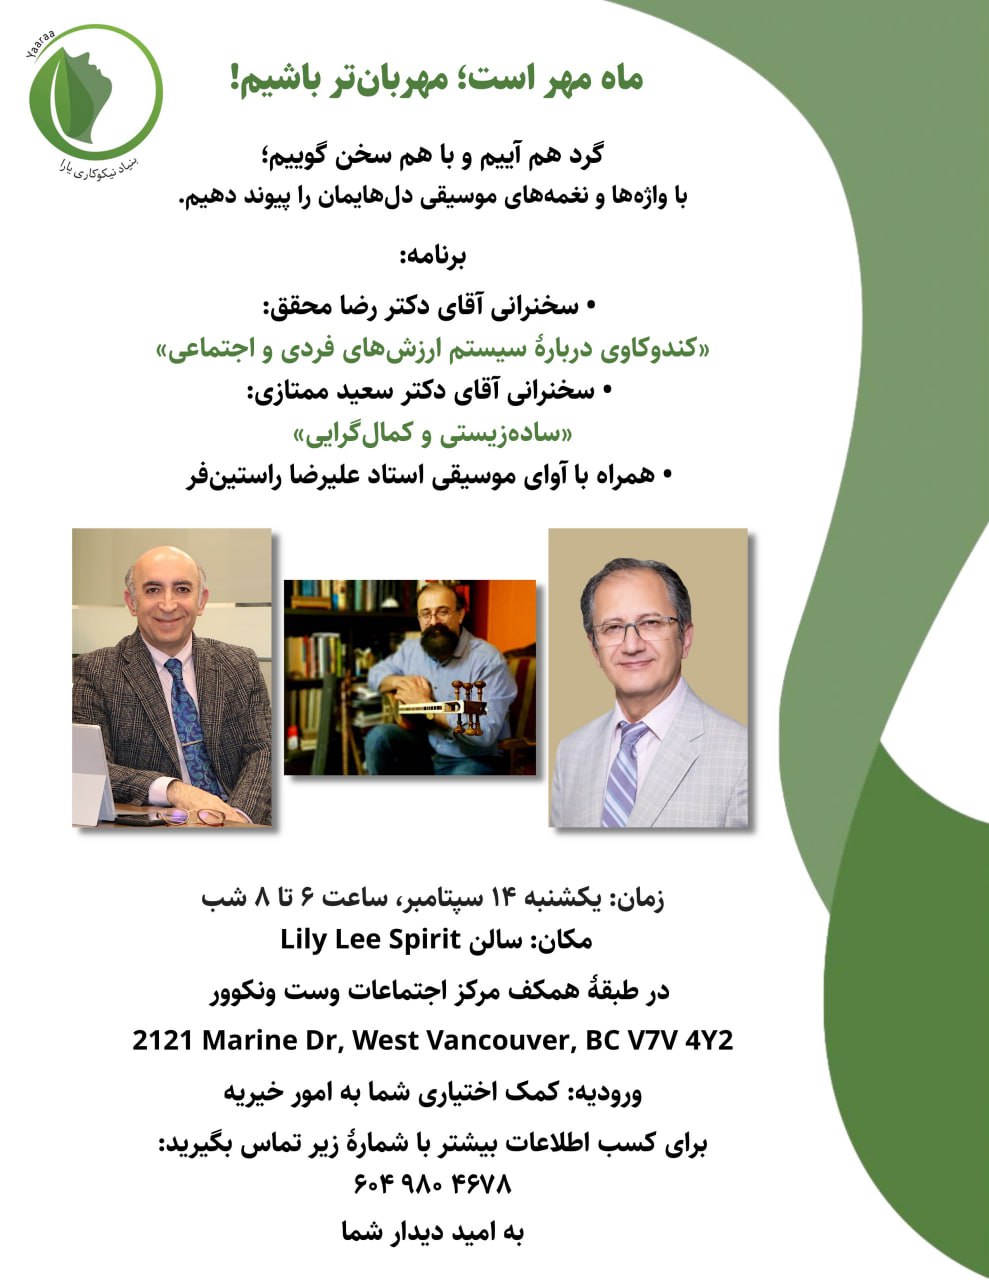 Yaaraa
بنیاد نیکوکاری یارا
ماه مهر است؛ مهربان‌تر باشیم!
گرد هم آییم و با هم سخن گوییم؛
با واژه‌ها و نغمه‌های موسیقی دل‌هایمان را پیوند دهیم.
برنامه:
• سخنرانی آقای دکتر رضا محقق:
«کندوکاوی دربارهٔ سیستم ارزش‌های فردی و اجتماعی»
• سخنرانی آقای دکتر سعید ممتازی:
«ساده‌زیستی و کمال‌گرایی»
• همراه با آوای موسیقی استاد علیرضا راستین‌فر
زمان: یکشنبه ۱۴ سپتامبر، ساعت ۶ تا ۸ شب
مکان: سالن Lily Lee Spirit
در طبقهٔ همکف مرکز اجتماعات وست ونکوور
2121 Marine Dr, West Vancouver, BC V7V 4Y2
ورودیه: کمک اختیاری شما به امور خیریه
برای کسب اطلاعات بیشتر با شمارهٔ زیر تماس بگیرید:
۶۰۴ ۹۸۰ ۴۶۷۸
به امید دیدار شما